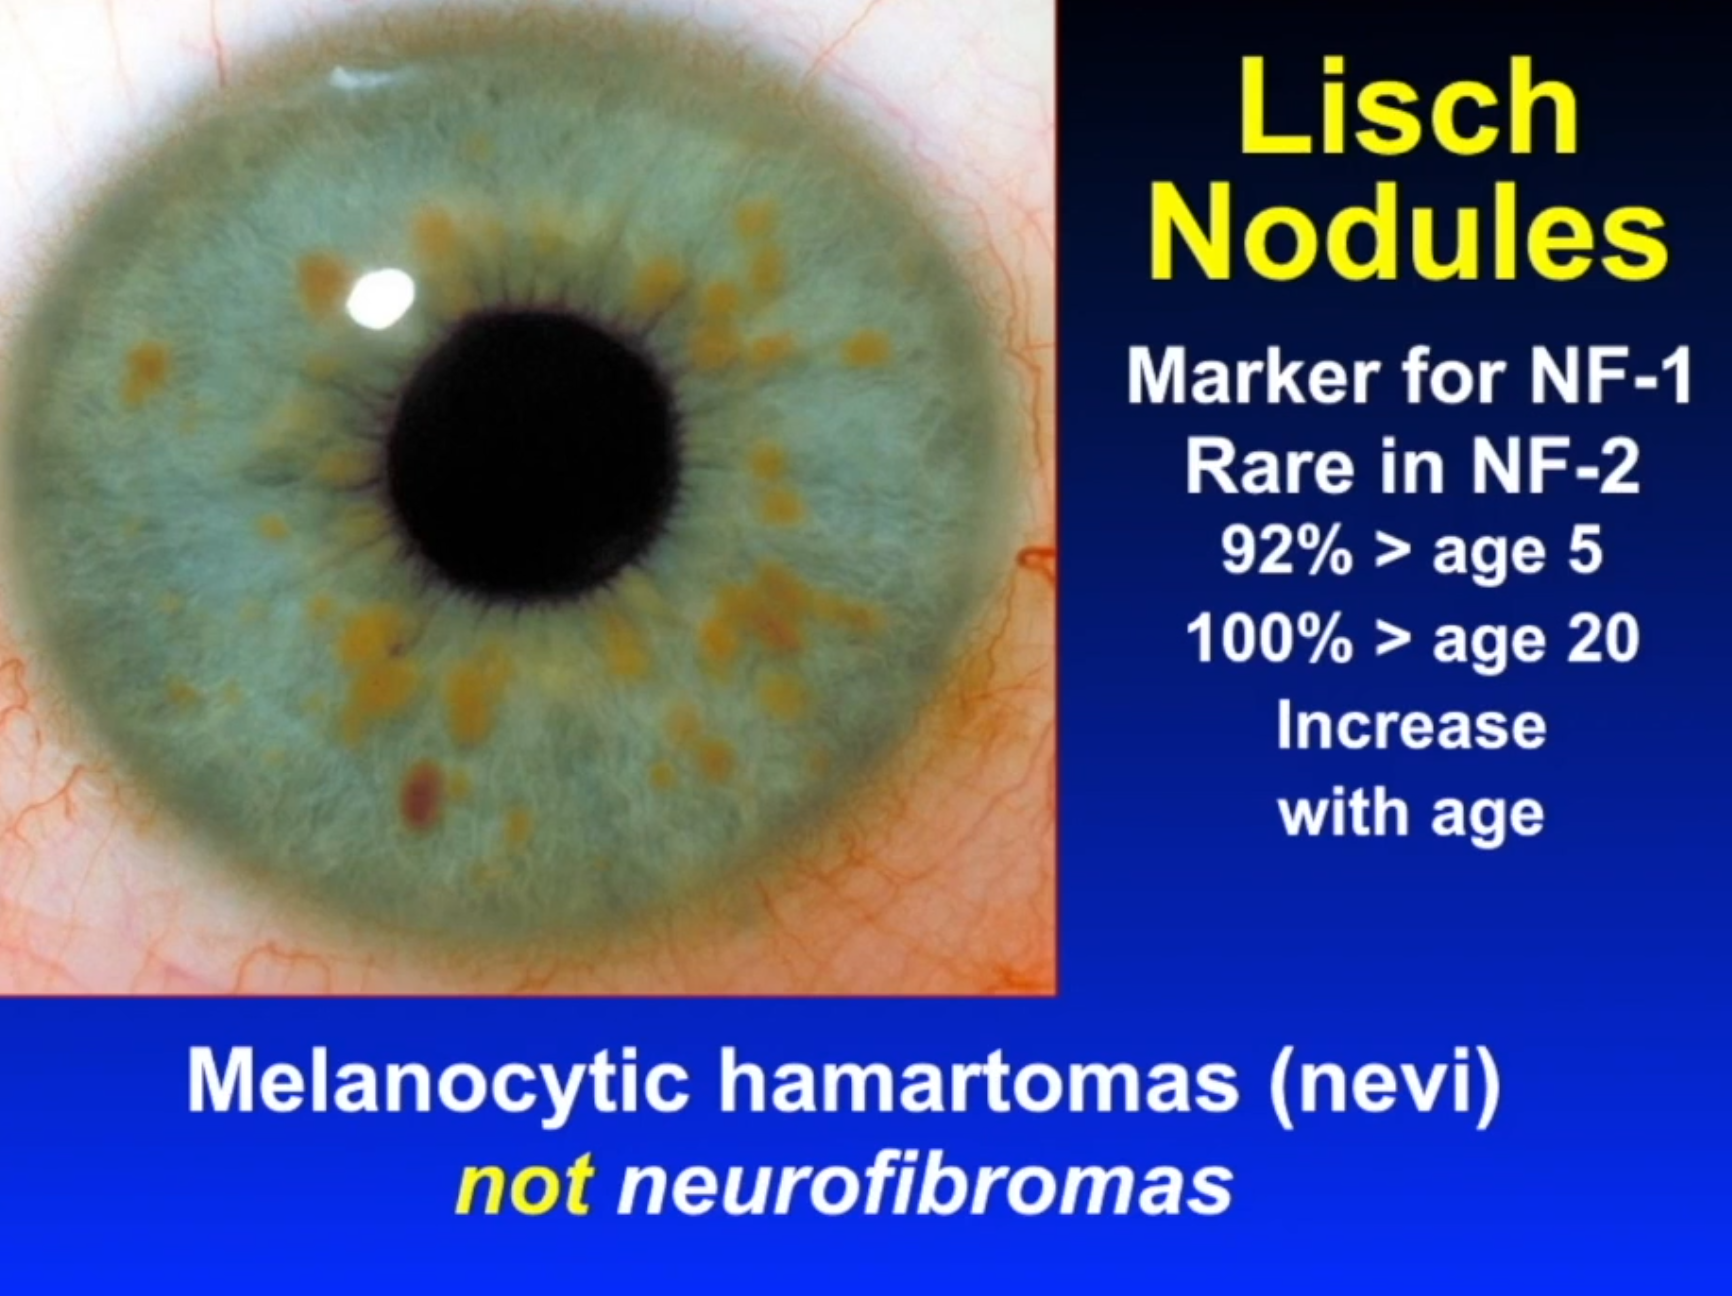 Lisch
Nodules
Marker for NF-1
Rare in NF-2
92% > age 5
100% > age 20
Increase
with age
Melanocytic hamartomas (nevi)
not neurofibromas